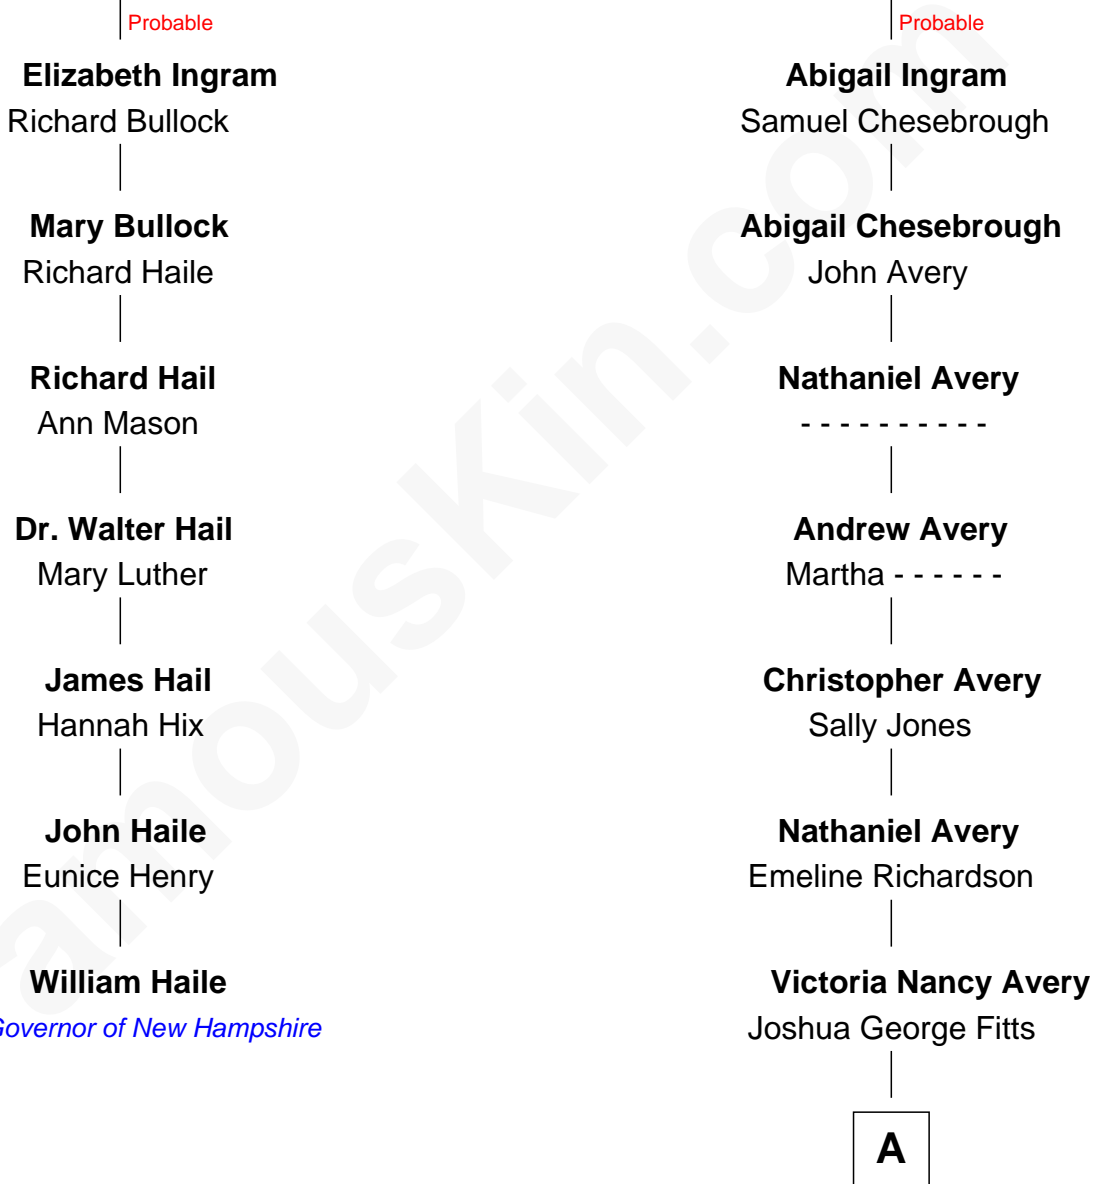 Probable
Elizabeth Ingram
Richard Bullock
Mary Bullock
Richard Haile
Richard Hail
Ann Mason
Dr. Walter Hail
Mary Luther
James Hail
Hannah Hix
John Haile
Eunice Henry
William Haile
Governor of New Hampshire
Probable
Abigail Ingram
Samuel Chesebrough
Abigail Chesebrough
John Avery
Nathaniel Avery
- - - - - - - - - -
Andrew Avery
Martha - - - - - -
Christopher Avery
Sally Jones
Nathaniel Avery
Emeline Richardson
Victoria Nancy Avery
Joshua George Fitts
A
amousKin.com